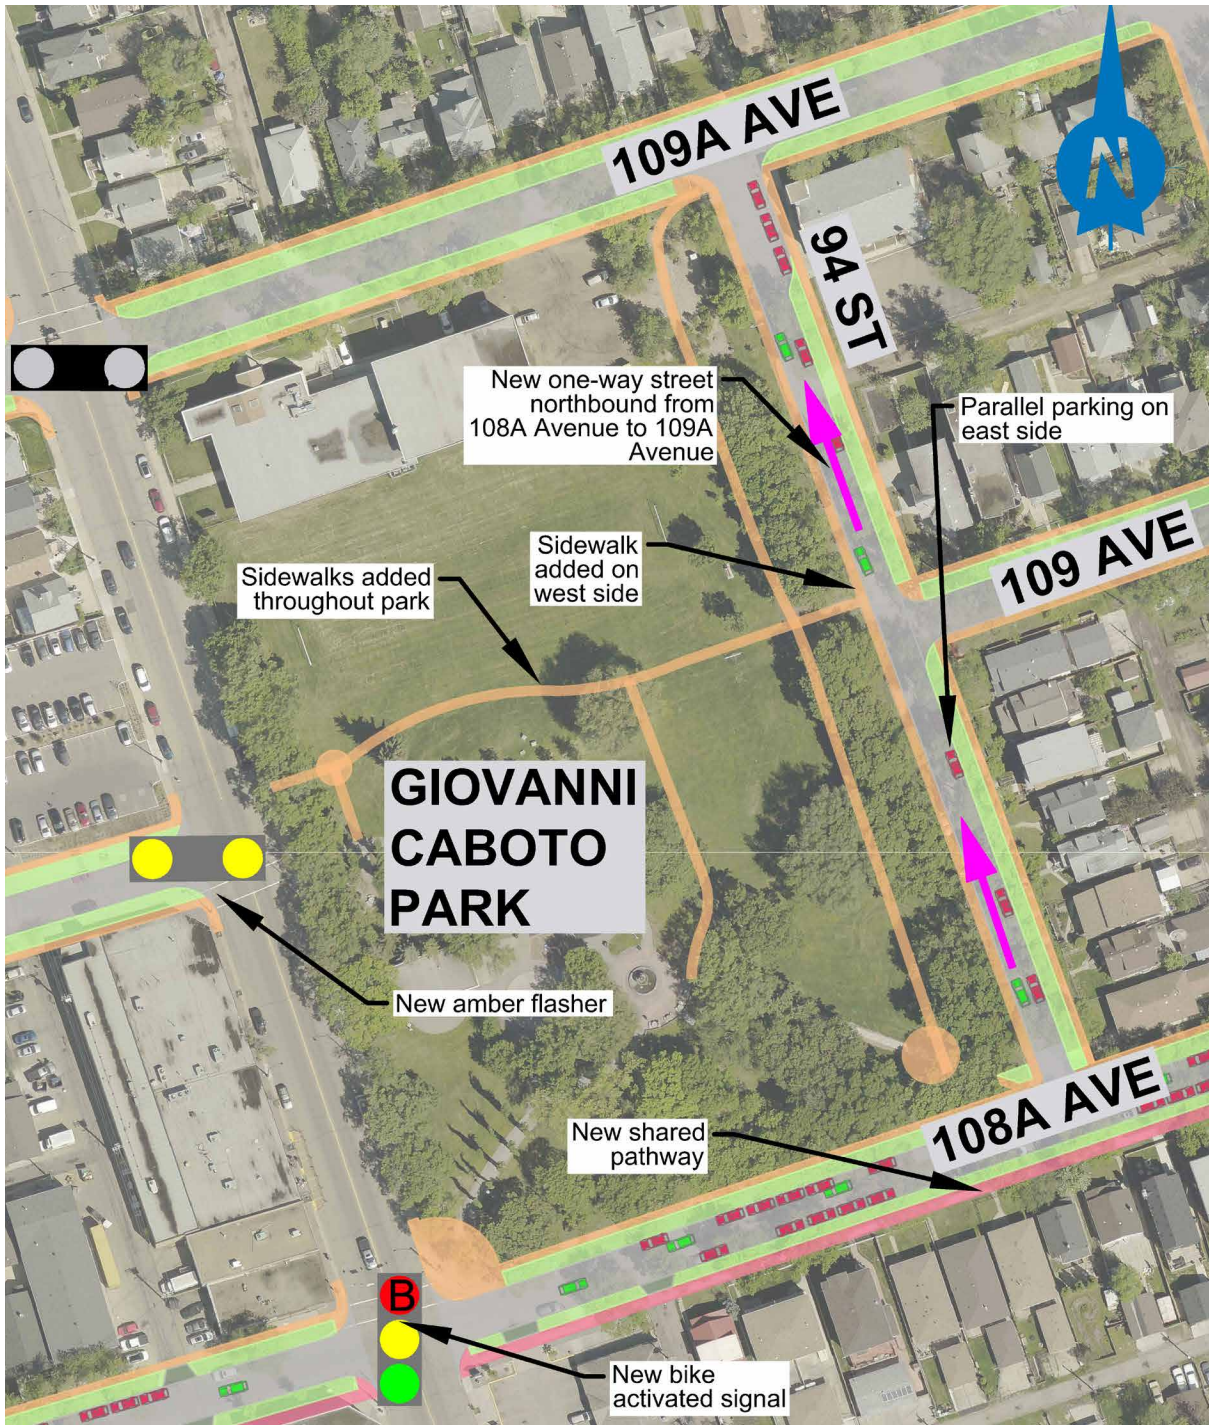 109A AVE
N
94 ST
New one-way street
northbound from
108A Avenue to 109A
Avenue
Parallel parking on
east side
Sidewalk
added on
west side
109 AVE
Sidewalks added
throughout park
GIOVANNI
CABOTO
PARK
New amber flasher
108A AVE
New shared
pathway
B
New bike
activated signal